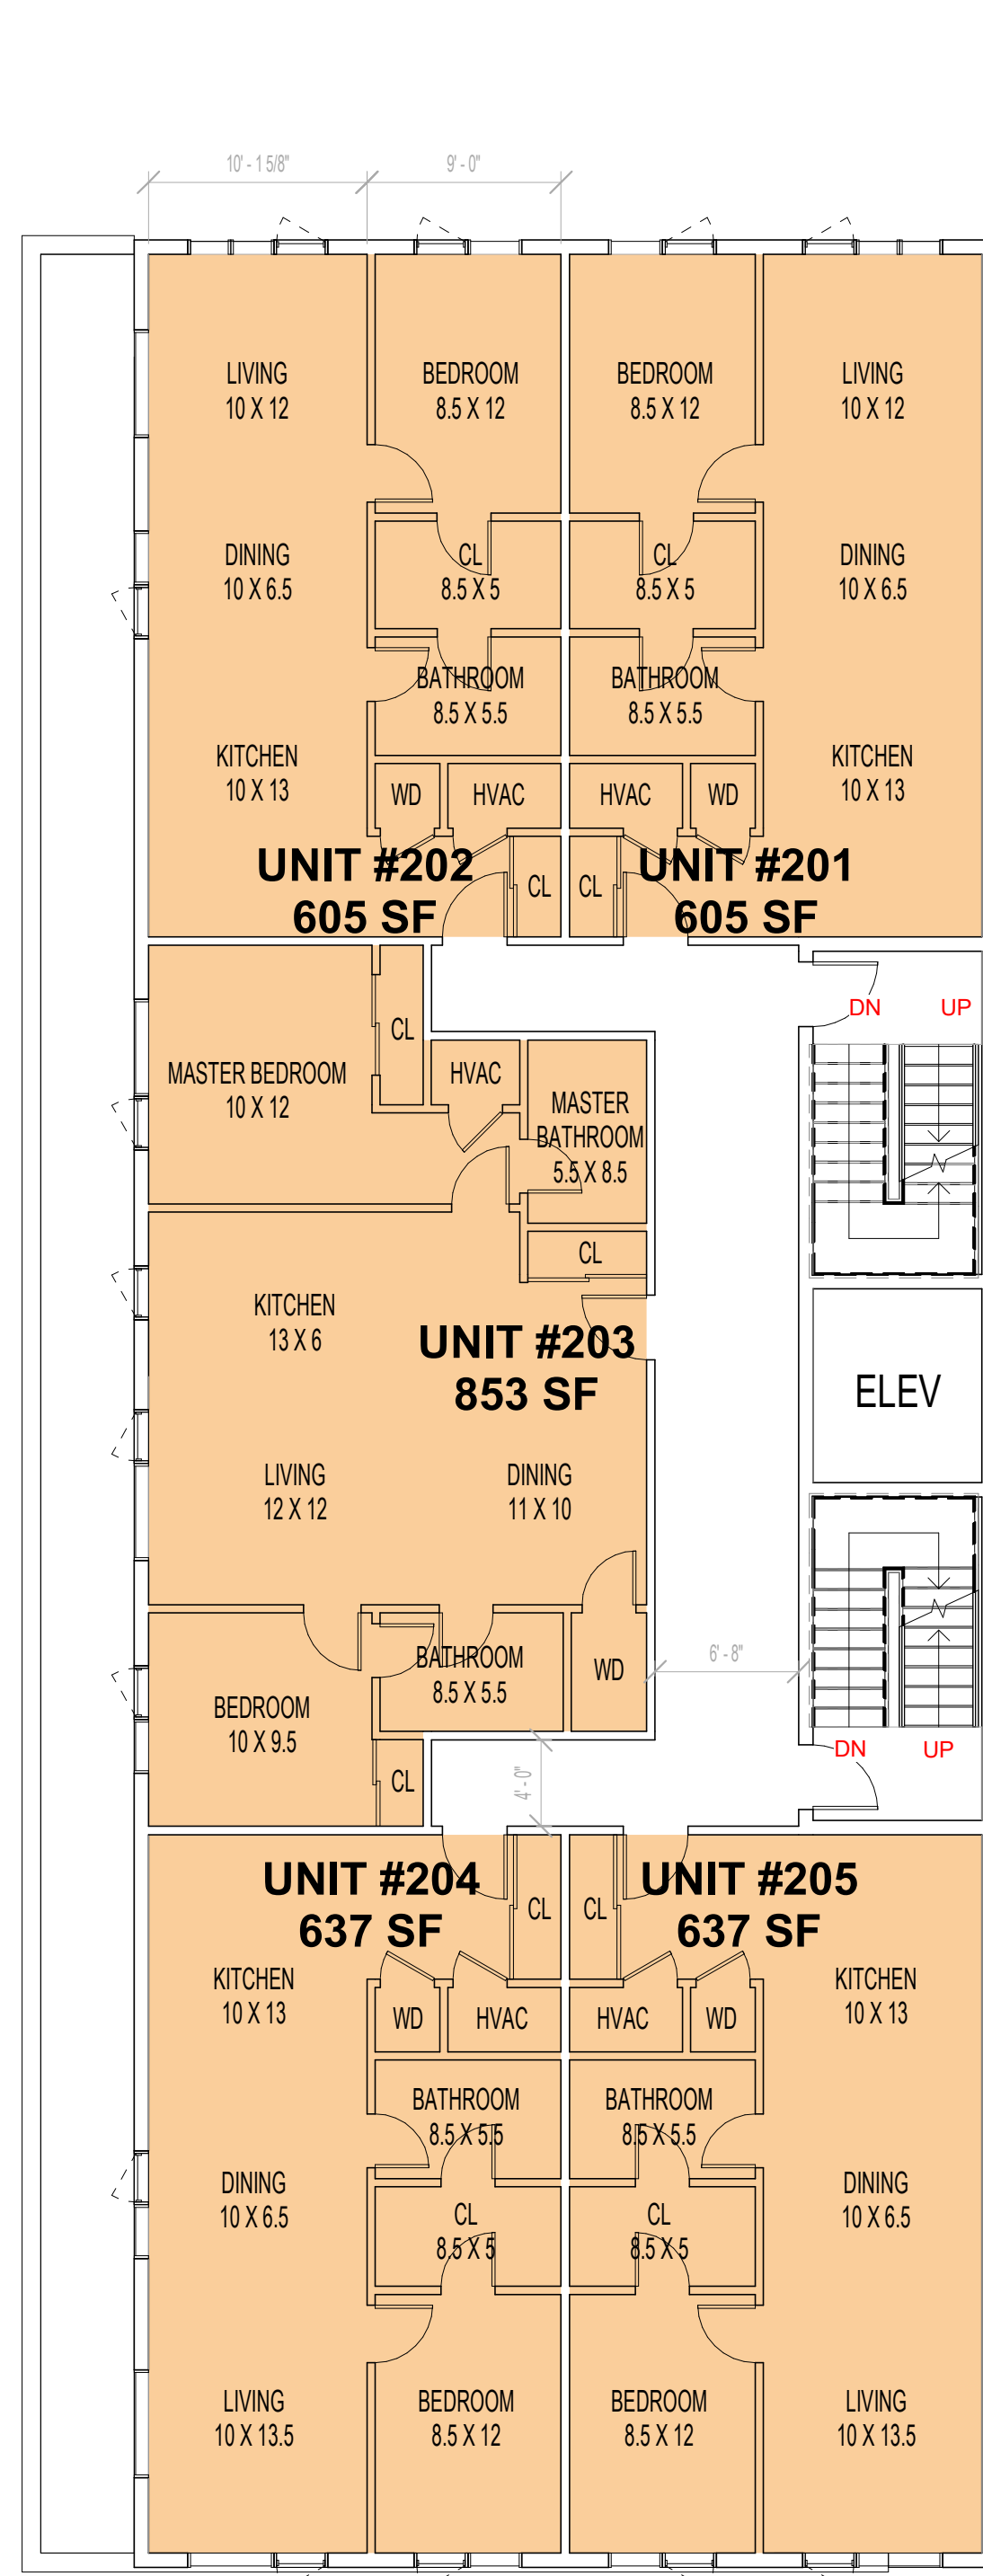 10' - 1 5/8"
9' - 0"
LIVING
10 X 12
BEDROOM
8.5 X 12
BEDROOM
8.5 X 12
LIVING
10 X 12
DINING
10 X 6.5
CL
8.5 X 5
CL
8.5 X 5
DINING
10 X 6.5
BATHROOM
8.5 X 5.5
BATHROOM
8.5 X 5.5
KITCHEN
10 X 13
WD
HVAC
HVAC
WD
KITCHEN
10 X 13
UNIT #202
605 SF
CL
CL
UNIT #201
605 SF
DN
UP
CL
MASTER BEDROOM
10 X 12
HVAC
MASTER
BATHROOM
5.5 X 8.5
CL
KITCHEN
13 X 6
UNIT #203
853 SF
ELEV
LIVING
12 X 12
DINING
11 X 10
BATHROOM
8.5 X 5.5
WD
6' - 8"
BEDROOM
10 X 9.5
DN
UP
CL
4' - 0"
UNIT #204
637 SF
CL
CL
UNIT #205
637 SF
KITCHEN
10 X 13
WD
HVAC
HVAC
WD
KITCHEN
10 X 13
BATHROOM
8.5 X 5.5
BATHROOM
8.5 X 5.5
DINING
10 X 6.5
CL
8.5 X 5
CL
8.5 X 5
DINING
10 X 6.5
LIVING
10 X 13.5
BEDROOM
8.5 X 12
BEDROOM
8.5 X 12
LIVING
10 X 13.5